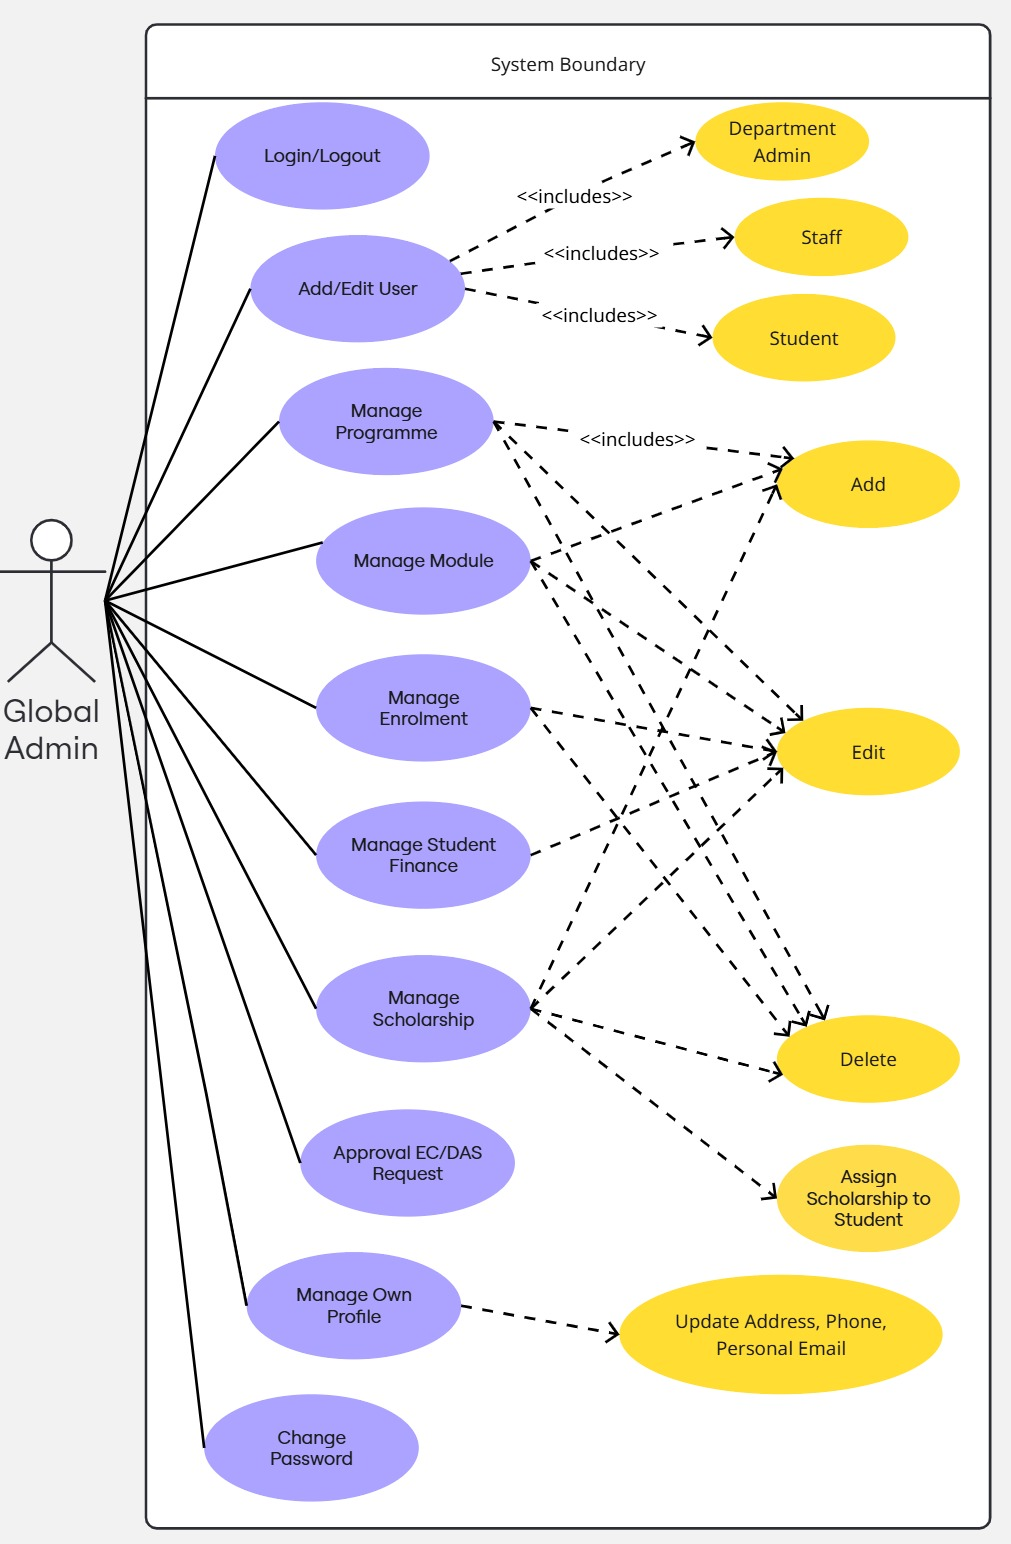 System Boundary
Login/Logout
Department
Admin
<<includes>>
Staff
<<includes>>
Add/Edit User
<<includes>>
Student
Manage
Programme
<<includes>>
Add
Manage Module
Global
Admin
Manage
Enrolment
Edit
Manage Student
Finance
Manage
Scholarship
Delete
Approval EC/DAS
Request
Assign
Scholarship to
Student
Manage Own
Profile
Update Address, Phone,
Personal Email
Change
Password